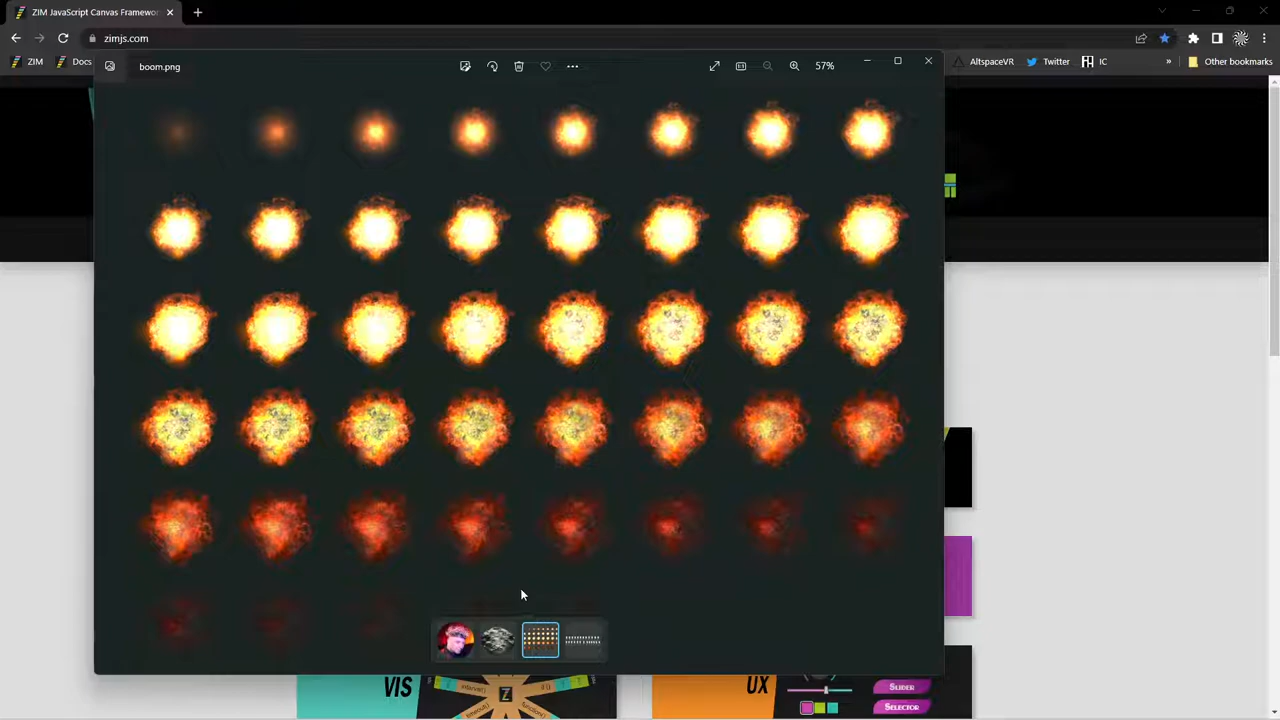 ZIM JavaScript Canvas Framewor
zimjs.com
ZIM
Docs
AltspaceVR
Twitter
IC
»
Other bookmarks
boom.png
57%
VIS
UX
SLIDER
SELECTOR